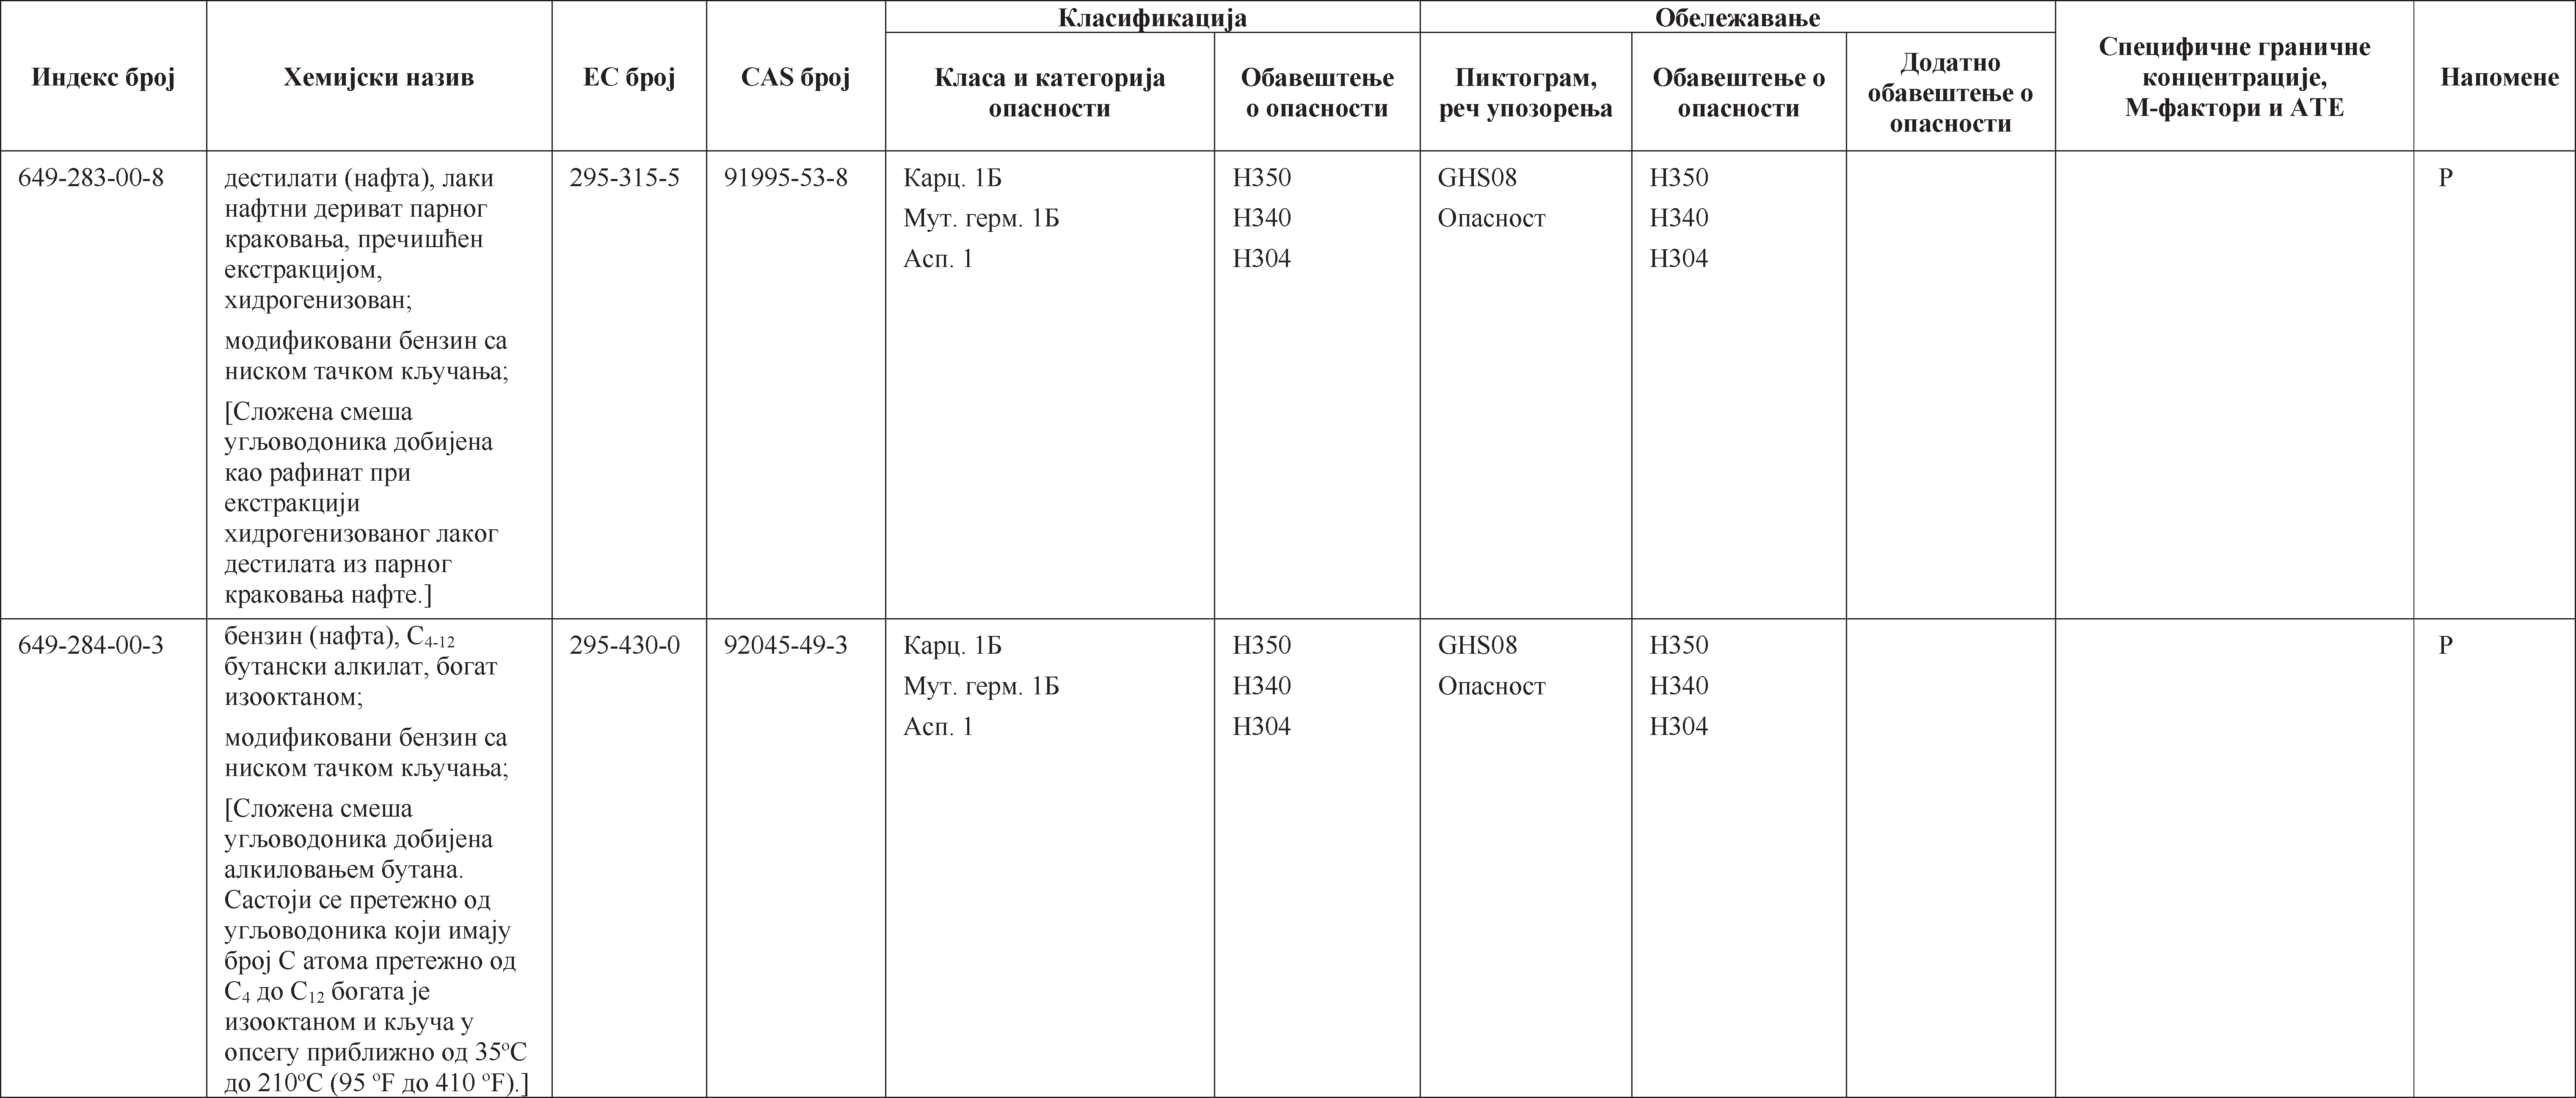 Индекс број
Хемијски назив
ЕС број
CAS број
Класификација
Обележавање
Класа и категорија
опасности
Обавештење
о опасности
Пиктограм,
реч упозорења
Обавештење о
опасности
Додатно
обавештење о
опасности
Специфичне граничне
концентрације,
М-фактори и АТЕ
Напомене
649-283-00-8
дестилати (нафта), лаки
нафтни дериват парног
краковања, пречишћен
екстракцијом,
хидрогенизован;
модификовани бензин са
ниском тачком кључања;
[Сложена смеша
угљоводоника добијена
као рафинат при
екстракцији
хидрогенизованог лаког
дестилата из парног
краковања нафте.]
295-315-5
91995-53-8
Карц. 1Б
Мут. герм. 1Б
Асп. 1
H350
H340
H304
GHS08
Опасност
H350
H340
H304
P
649-284-00-3
бензин (нафта), C4-12
бутански алкилат, богат
изооктаном;
модификовани бензин са
ниском тачком кључања;
[Сложена смеша
угљоводоника добијена
алкиловањем бутана.
Састоји се претежно од
угљоводоника који имају
број C атома претежно од
C4 до C12 богата је
изооктаном и кључа у
опсегу приближно од 35ºC
до 210ºC (95 ºF до 410 ºF).]
295-430-0
92045-49-3
Карц. 1Б
Мут. герм. 1Б
Асп. 1
H350
H340
H304
GHS08
Опасност
H350
H340
H304
P